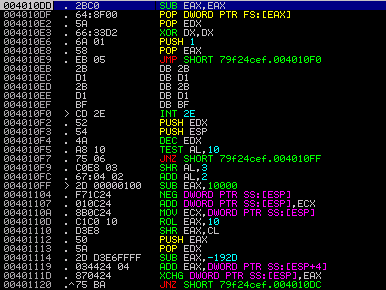 004010DD . 2BC0 SUB EAX,EAX
004010DF . 64:8F00 POP DWORD PTR FS:[EAX]
004010E2 . 5A POP EDX
004010E3 . 66:33D2 XOR DX,DX
004010E6 . 6A 01 PUSH 1
004010E8 . 58 POP EAX
004010E9 . EB 05 JMP SHORT 79f24cef.004010F0
004010EB 2B DB 2B
004010EC D1 DB D1
004010ED 2B DB 2B
004010EE D1 DB D1
004010EF BF DB BF
004010F0 > CD 2E INT 2E
004010F2 . 52 PUSH EDX
004010F3 . 54 PUSH ESP
004010F4 . 4A DEC EDX
004010F5 . A8 10 TEST AL,10
004010F7 . 75 06 JNZ SHORT 79f24cef.004010FF
004010F9 . C0E8 03 SHR AL,3
004010FC . 67:04 02 ADD AL,2
004010FF > 2D 00000100 SUB EAX,10000
00401104 . F71C24 NEG DWORD PTR SS:[ESP]
00401107 . 010C24 ADD DWORD PTR SS:[ESP],ECX
0040110A . 8B0C24 MOV ECX,DWORD PTR SS:[ESP]
0040110D . C1C0 10 ROL EAX,10
00401110 . D3E8 SHR EAX,CL
00401112 . 50 PUSH EAX
00401113 . 5A POP EDX
00401114 . 2D D3E6FFFF SUB EAX,-192D
00401119 . 034424 04 ADD EAX,DWORD PTR SS:[ESP+4]
0040111D . 870424 XCHG DWORD PTR SS:[ESP],EAX
00401120 .^75 BA JNZ SHORT 79f24cef.004010DC